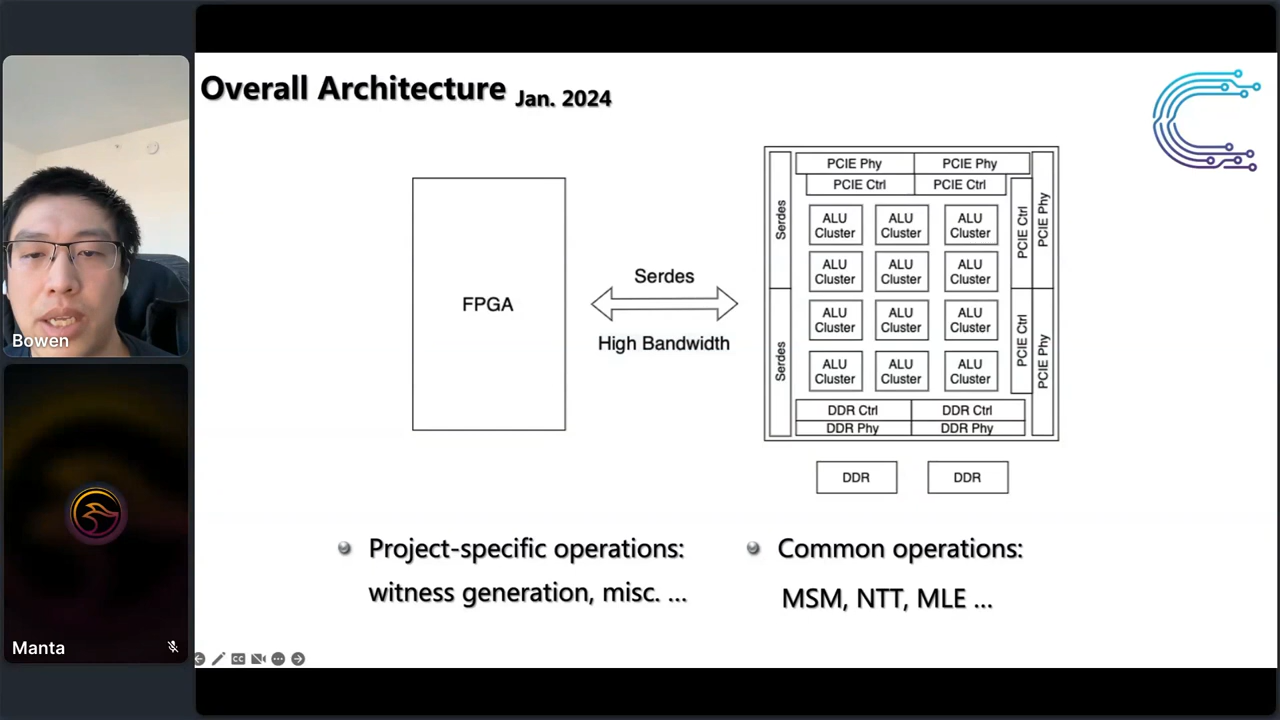 Overall Architecture Jan. 2024
FPGA
Serdes
High Bandwidth
PCIE Phy PCIE Phy
PCIE Ctrl PCIE Ctrl
Serdes
Serdes
ALU Cluster ALU Cluster ALU Cluster
ALU Cluster ALU Cluster ALU Cluster
ALU Cluster ALU Cluster ALU Cluster
ALU Cluster ALU Cluster ALU Cluster
PCIE Ctrl PCIE Phy
PCIE Ctrl PCIE Phy
DDR Ctrl DDR Ctrl
DDR Phy DDR Phy
DDR DDR
Project-specific operations:
witness generation, misc. ...
Common operations:
MSM, NTT, MLE ...
Bowen
Manta
CC